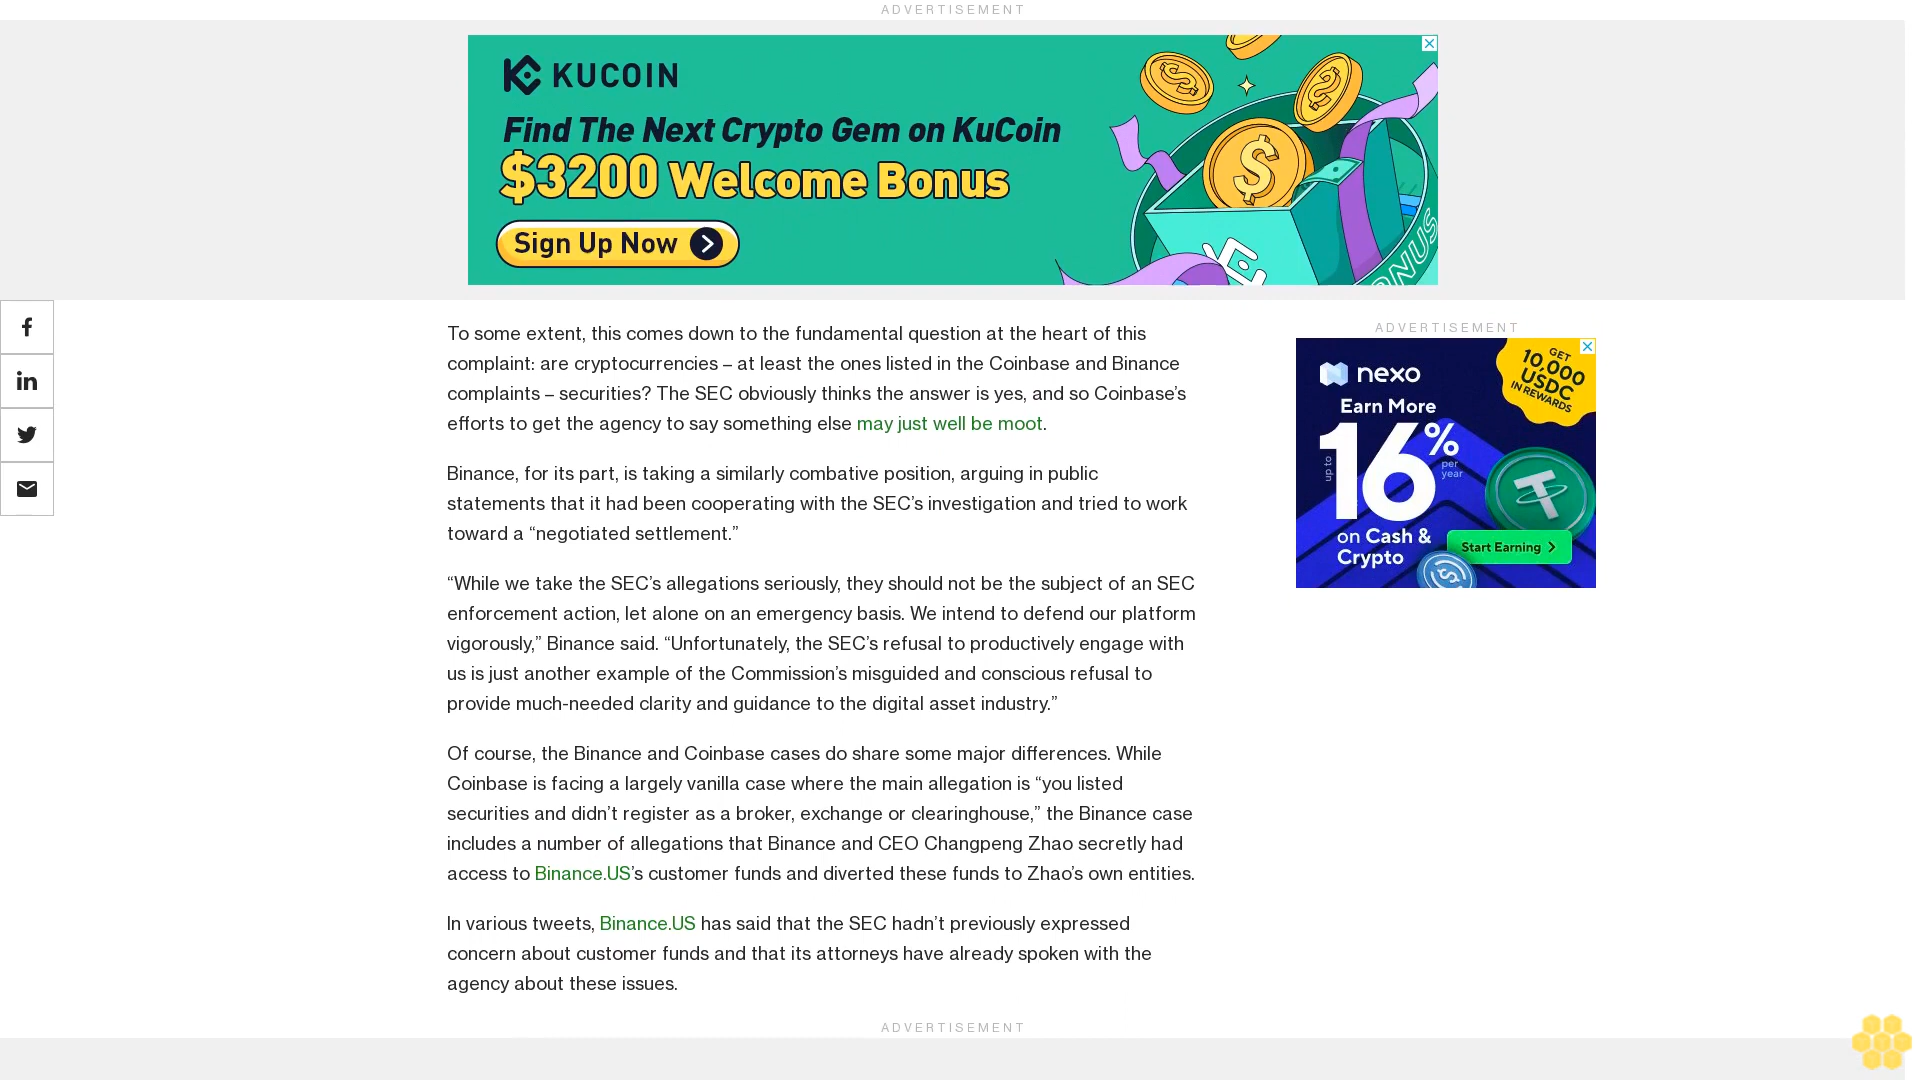 ADVERTISEMENT
KUCOIN
Find The Next Crypto Gem on KuCoin
$3200 Welcome Bonus
Sign Up Now
BONUS
To some extent, this comes down to the fundamental question at the heart of this
complaint: are cryptocurrencies – at least the ones listed in the Coinbase and Binance
complaints – securities? The SEC obviously thinks the answer is yes, and so Coinbase’s
efforts to get the agency to say something else may just well be moot.
Binance, for its part, is taking a similarly combative position, arguing in public
statements that it had been cooperating with the SEC’s investigation and tried to work
toward a “negotiated settlement.”
“While we take the SEC’s allegations seriously, they should not be the subject of an SEC
enforcement action, let alone on an emergency basis. We intend to defend our platform
vigorously,” Binance said. “Unfortunately, the SEC’s refusal to productively engage with
us is just another example of the Commission’s misguided and conscious refusal to
provide much-needed clarity and guidance to the digital asset industry.”
Of course, the Binance and Coinbase cases do share some major differences. While
Coinbase is facing a largely vanilla case where the main allegation is “you listed
securities and didn’t register as a broker, exchange or clearinghouse,” the Binance case
includes a number of allegations that Binance and CEO Changpeng Zhao secretly had
access to Binance.US’s customer funds and diverted these funds to Zhao’s own entities.
In various tweets, Binance.US has said that the SEC hadn’t previously expressed
concern about customer funds and that its attorneys have already spoken with the
agency about these issues.
ADVERTISEMENT
nexo
GET
10,000
USDC
IN REWARDS
Earn More
up to
16%
per
year
on Cash &
Crypto
Start Earning
ADVERTISEMENT